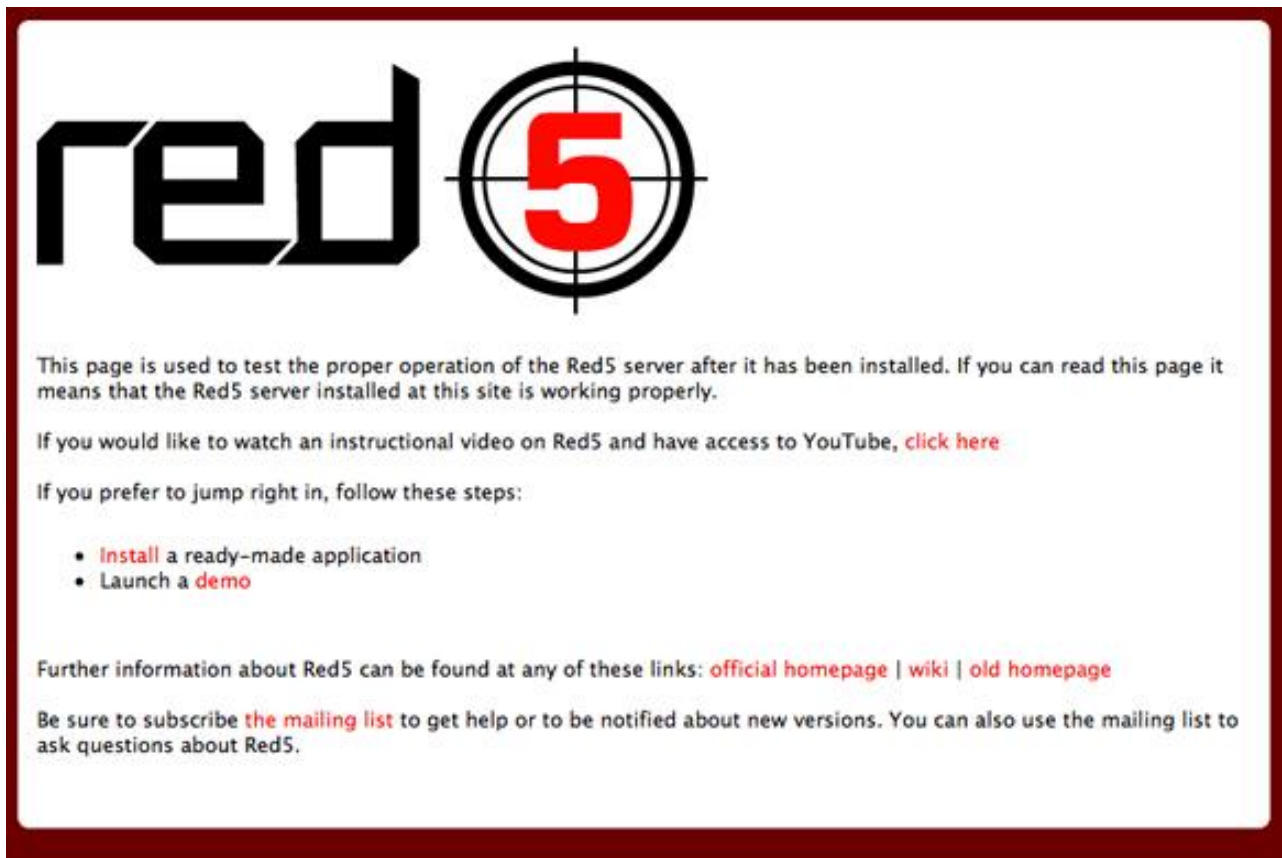 red 5
This page is used to test the proper operation of the Red5 server after it has been installed. If you can read this page it
means that the Red5 server installed at this site is working properly.
If you would like to watch an instructional video on Red5 and have access to YouTube, click here
If you prefer to jump right in, follow these steps:
• Install a ready-made application
• Launch a demo
Further information about Red5 can be found at any of these links: official homepage | wiki | old homepage
Be sure to subscribe the mailing list to get help or to be notified about new versions. You can also use the mailing list to
ask questions about Red5.